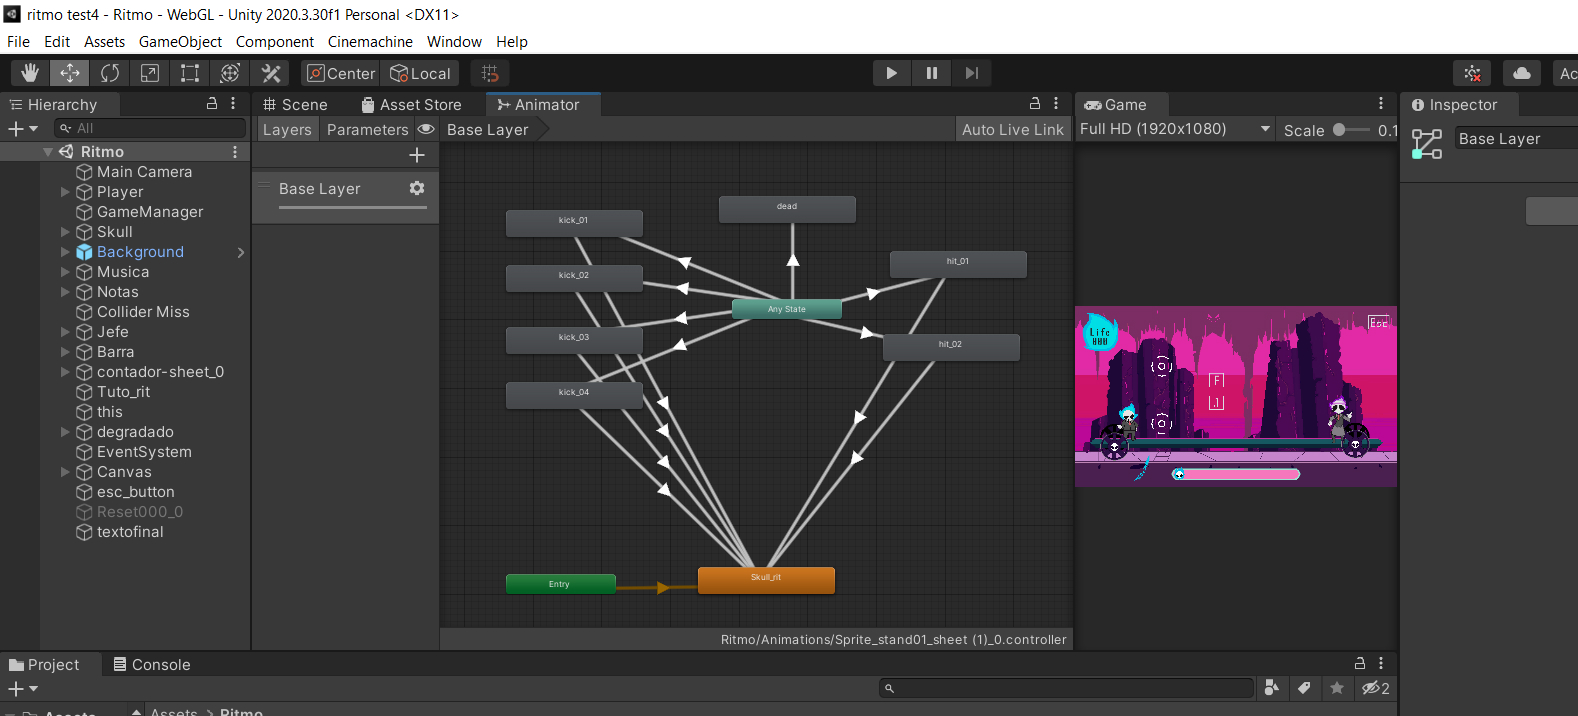 ritmo test4 - Ritmo - WebGL - Unity 2020.3.30f1 Personal <DX11>
File Edit Assets GameObject Component Cinemachine Window Help
Center Local
Hierarchy
All
Ritmo
Main Camera
Player
GameManager
Skull
Background
Musica
Notas
Collider Miss
Jefe
Barra
contador-sheet_0
Tuto_rit
this
degradado
EventSystem
Canvas
esc_button
Reset000_0
textofinal
Scene Asset Store Animator
Layers Parameters Base Layer Auto Live Link
Base Layer
kick_01
kick_02
kick_03
kick_04
dead
Any State
hit_01
hit_02
Entry
Skull_rit
Ritmo/Animations/Sprite_stand01_sheet (1)_0.controller
Game
Full HD (1920x1080) Scale 0.1
Life
Esc
F
J
Inspector
Base Layer
Project Console
2
Assets
Assets > Ritmo